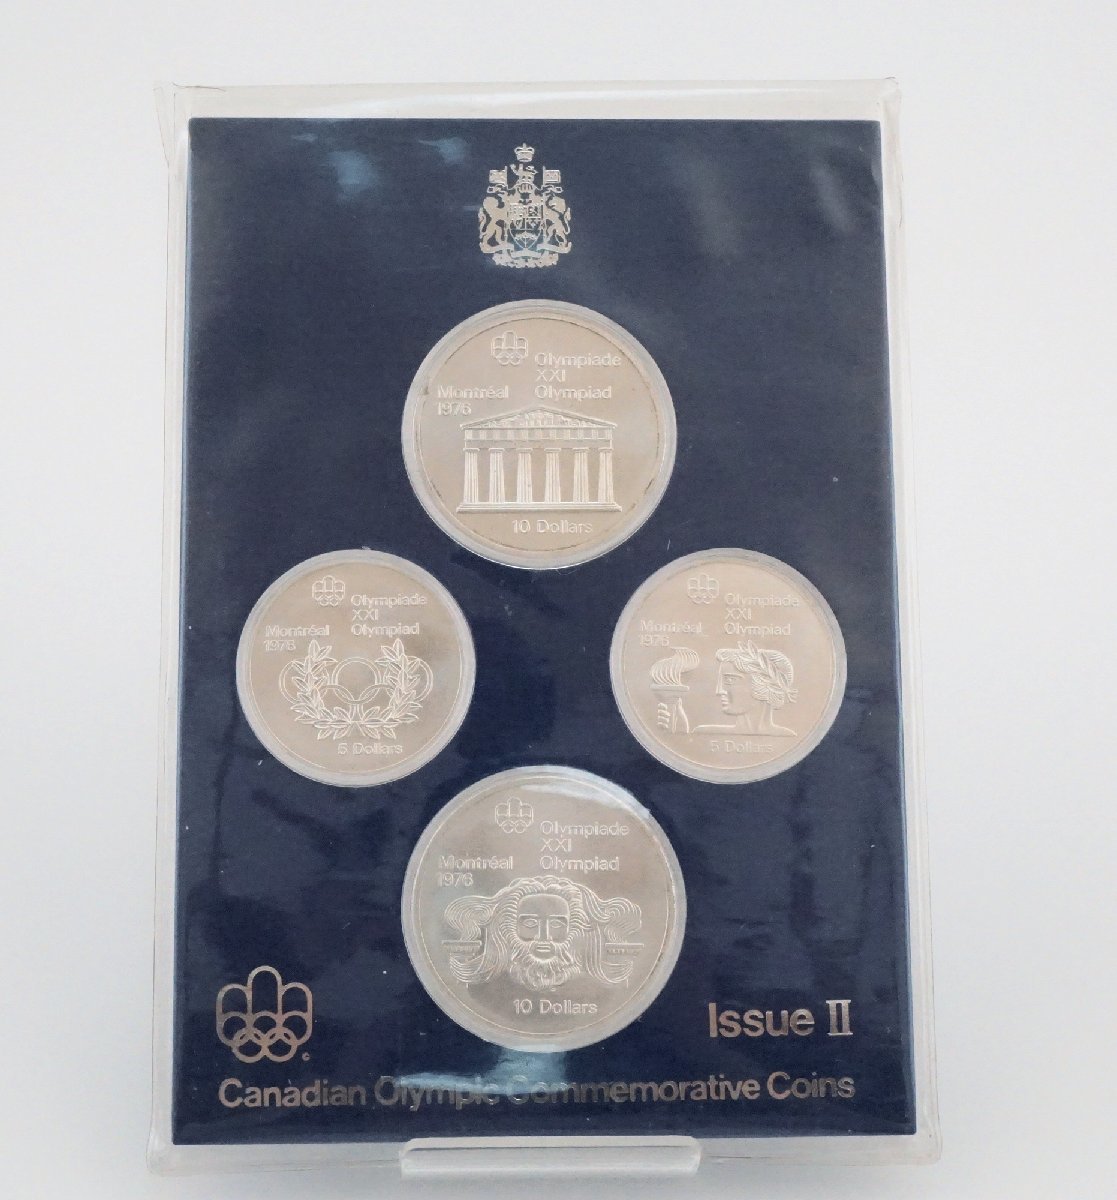 Olympiade
XXI
Montréal Olympiad
1976
10 Dollars
Olympiade
XXI
Montréal Olympiad
1976
5 Dollars
Olympiade
XXI
Montréal Olympiad
1976
5 Dollars
Olympiade
XXI
Montréal Olympiad
1976
10 Dollars
Issue II
Canadian Olympic Commemorative Coins